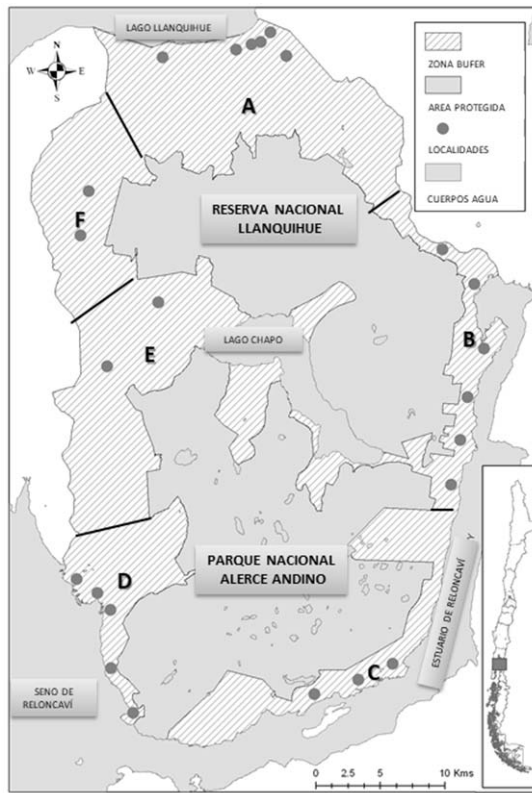 LAGO LLANQUIHUE
N
W E
S
A
ZONA BUFER
AREA PROTEGIDA
LOCALIDADES
CUERPOS AGUA
F
RESERVA NACIONAL
LLANQUIHUE
B
E
LAGO CHAPO
D
PARQUE NACIONAL
ALERCE ANDINO
ESTUARIO DE RELONCAVÍ
Y
C
SENO DE
RELONCAVÍ
0 2.5 5 10 Kms